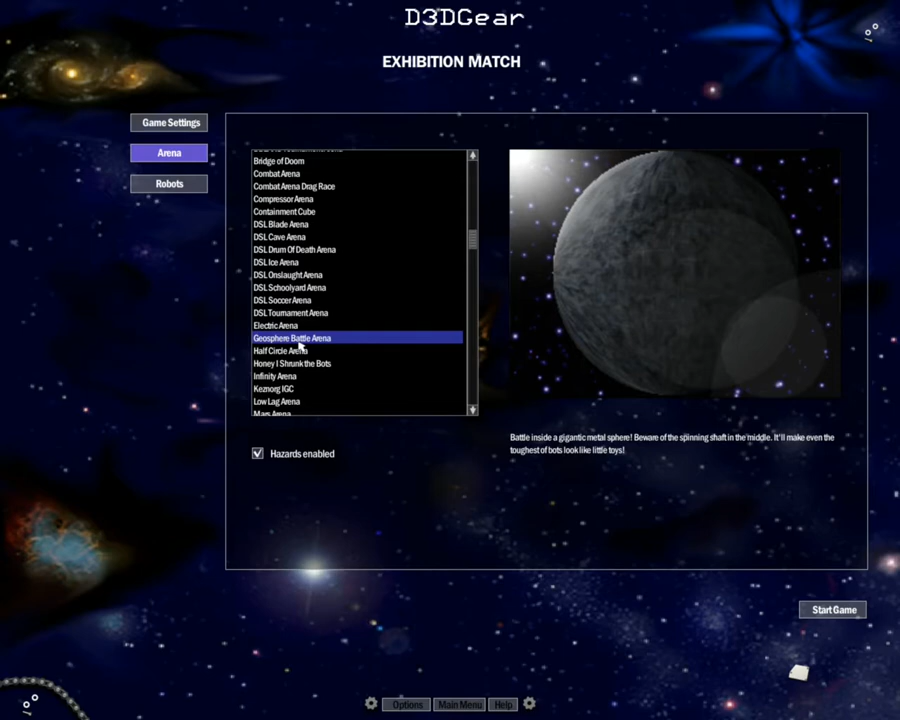 D3DGear
EXHIBITION MATCH
Game Settings
Arena
Robots
Bridge of Doom
Combat Arena
Combat Arena Drag Race
Compressor Arena
Containment Cube
DSL Blade Arena
DSL Cave Arena
DSL Drum Of Death Arena
DSL Ice Arena
DSL Onslaught Arena
DSL Schoolyard Arena
DSL Soccer Arena
DSL Tournament Arena
Electric Arena
Geosphere Battle Arena
Half Circle Arena
Honey I Shrunk the Bots
Infinity Arena
Keznorg IGC
Low Lag Arena
Mars Arena
Hazards enabled
Battle inside a gigantic metal sphere! Beware of the spinning shaft in the middle. It'll make even the
toughest of bots look like little toys!
Start Game
Options
Main Menu
Help